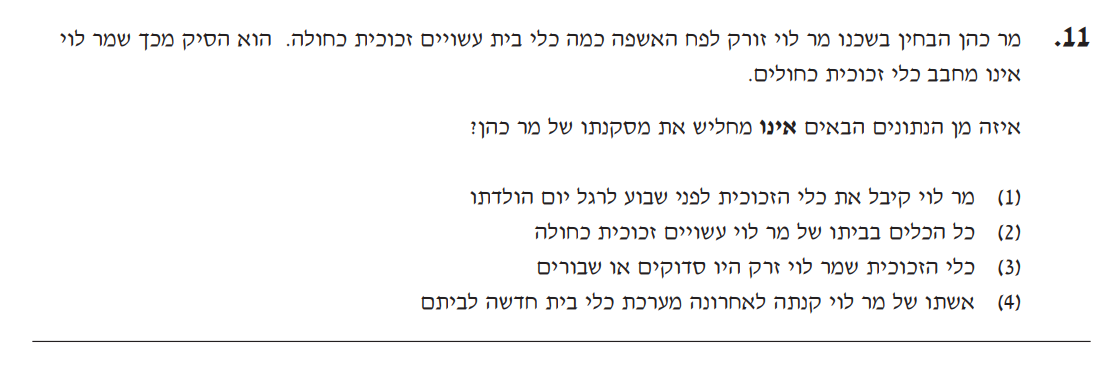 11. מר כהן הבחין בשכנו מר לוי זורק לפח האשפה כמה כלי בית עשויים זכוכית כחולה. הוא הסיק מכך שמר לוי
אינו מחבב כלי זכוכית כחולים.
איזה מן הנתונים הבאים אינו מחליש את מסקנתו של מר כהן?
(1) מר לוי קיבל את כלי הזכוכית לפני שבוע לרגל יום הולדתו
(2) כל הכלים בביתו של מר לוי עשויים זכוכית כחולה
(3) כלי הזכוכית שמר לוי זרק היו סדוקים או שבורים
(4) אשתו של מר לוי קנתה לאחרונה מערכת כלי בית חדשה לביתם